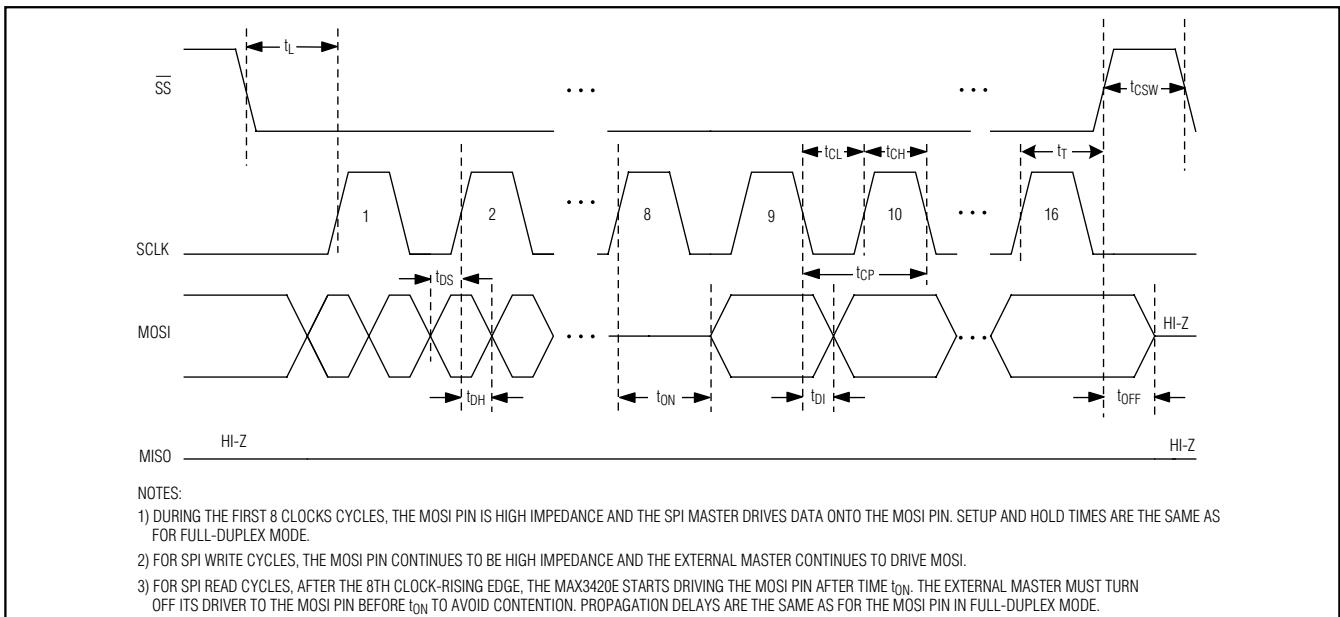 tL
SS
• • •
• • •
tCSW
tCL
tCH
tT
SCLK
1
2
• • •
8
9
10
• • •
16
tCP
tDS
MOSI
• • •
• • •
HI-Z
tDH
tON
tDI
tOFF
MISO
HI-Z
HI-Z
NOTES:
1) DURING THE FIRST 8 CLOCKS CYCLES, THE MOSI PIN IS HIGH IMPEDANCE AND THE SPI MASTER DRIVES DATA ONTO THE MOSI PIN. SETUP AND HOLD TIMES ARE THE SAME AS
FOR FULL-DUPLEX MODE.
2) FOR SPI WRITE CYCLES, THE MOSI PIN CONTINUES TO BE HIGH IMPEDANCE AND THE EXTERNAL MASTER CONTINUES TO DRIVE MOSI.
3) FOR SPI READ CYCLES, AFTER THE 8TH CLOCK-RISING EDGE, THE MAX3420E STARTS DRIVING THE MOSI PIN AFTER TIME tON. THE EXTERNAL MASTER MUST TURN
OFF ITS DRIVER TO THE MOSI PIN BEFORE tON TO AVOID CONTENTION. PROPAGATION DELAYS ARE THE SAME AS FOR THE MOSI PIN IN FULL-DUPLEX MODE.